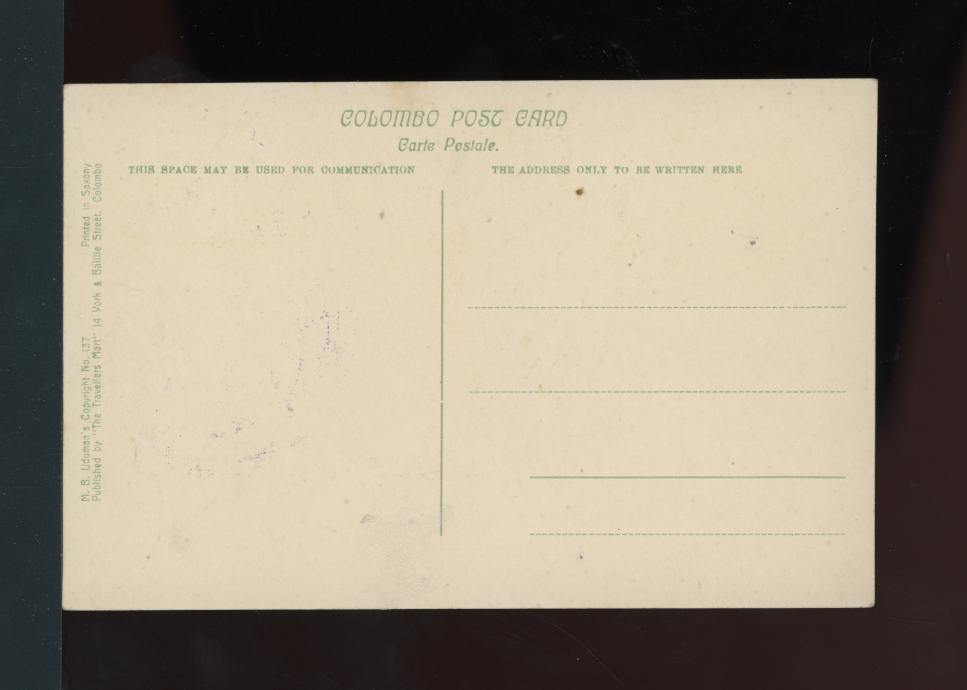 COLOMBO POST CARD
Carte Postale.
THIS SPACE MAY BE USED FOR COMMUNICATION
THE ADDRESS ONLY TO BE WRITTEN HERE
M. B. Uduman's Copyright No. 137 Printed in Saxony
Published by "The Travellers Mart" 14 York & Baillie Street, Colombo